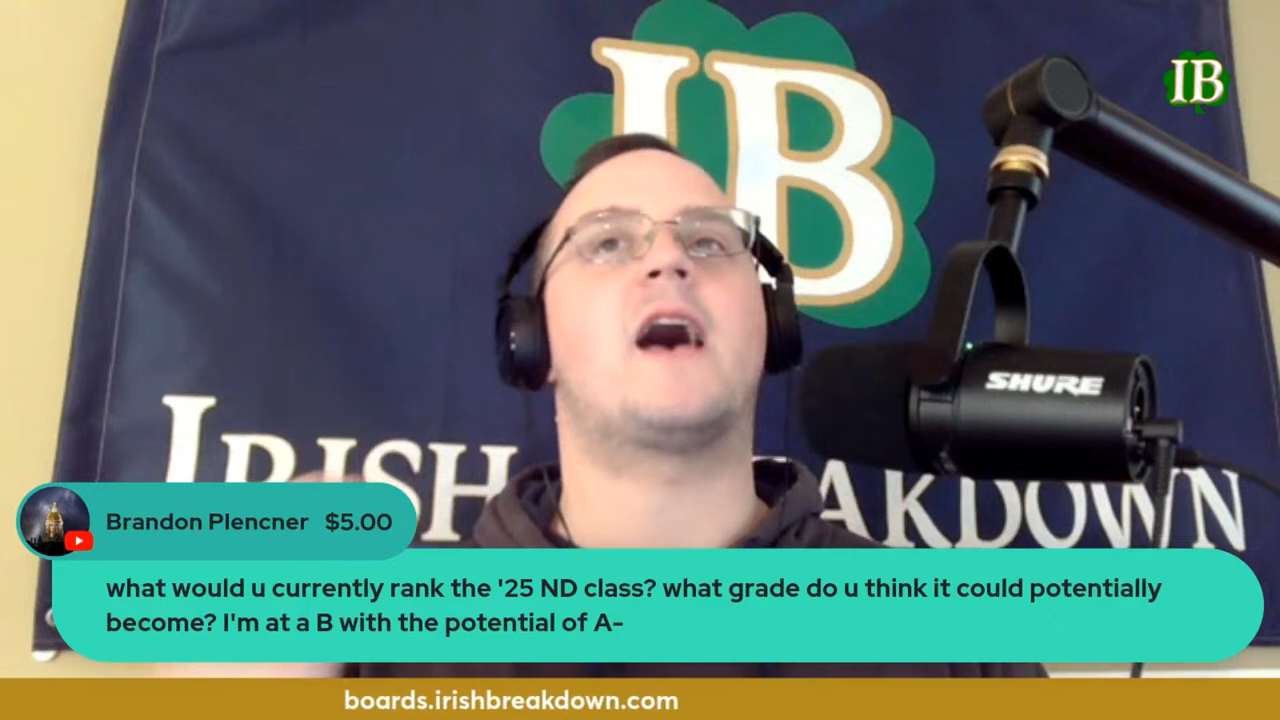 IB
IB
SHURE
IRISH
AKDOWN
Brandon Plencner $5.00
what would u currently rank the '25 ND class? what grade do u think it could potentially
become? I'm at a B with the potential of A-
boards.irishbreakdown.com